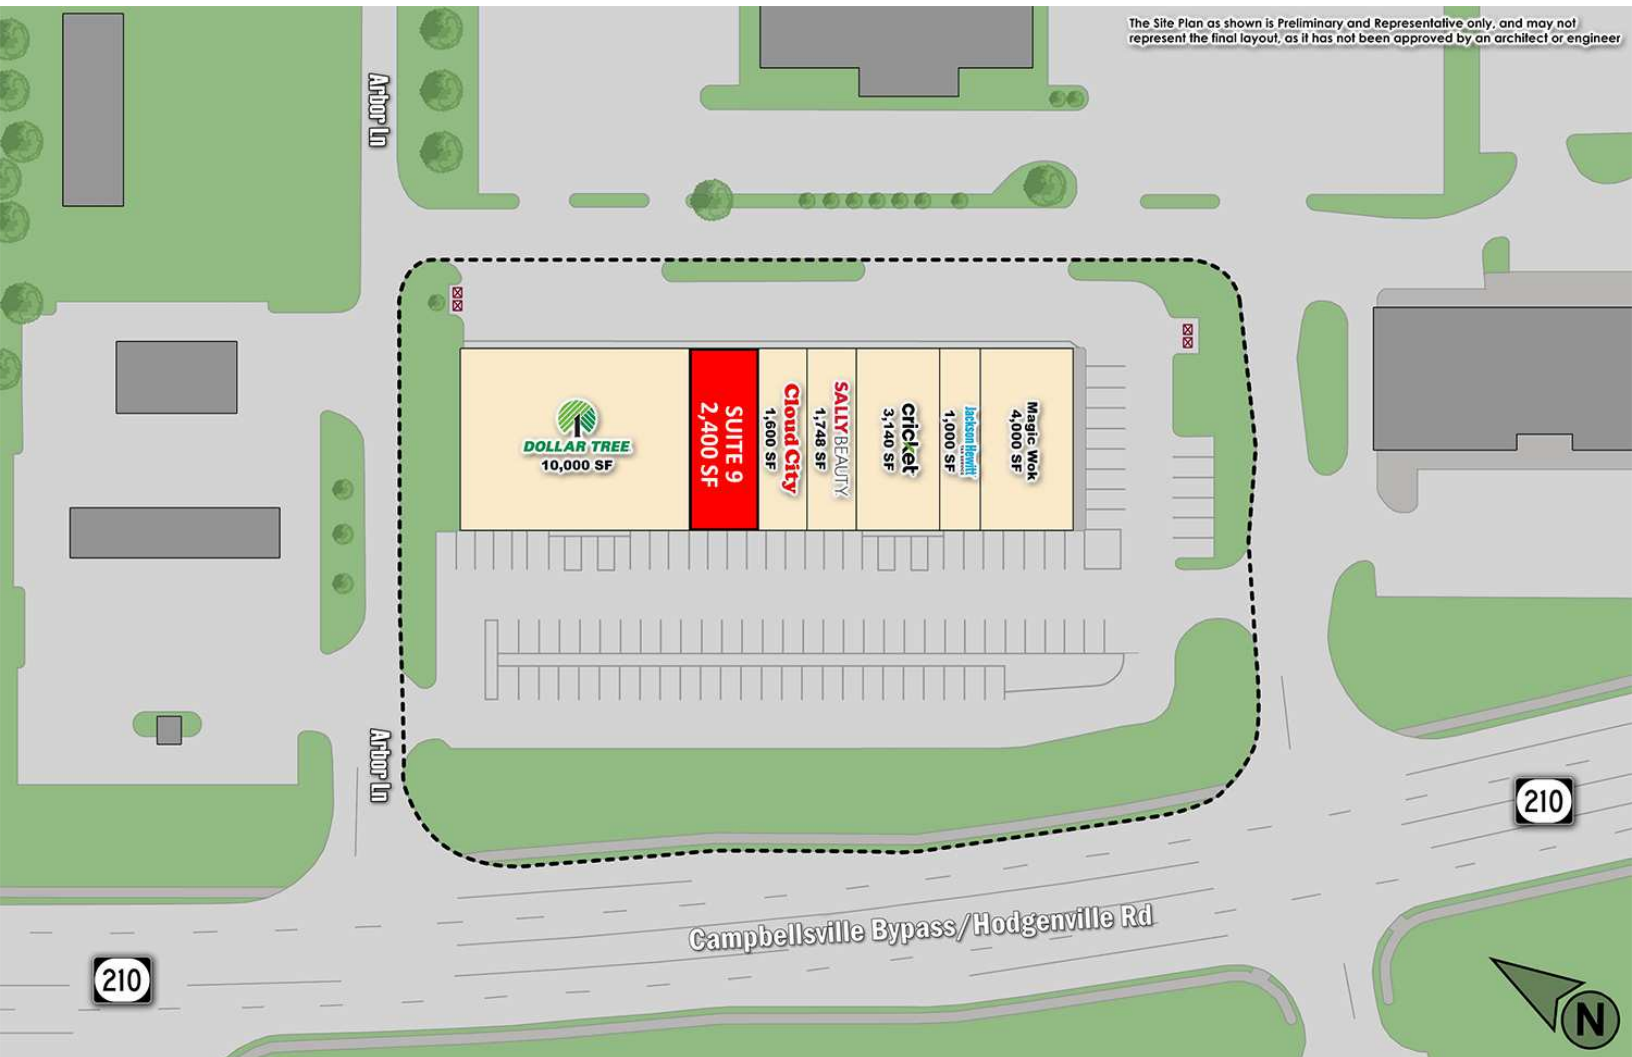 The Site Plan as shown is Preliminary and Representative only, and may not
represent the final layout, as it has not been approved by an architect or engineer
Arbor Ln
DOLLAR TREE
10,000 SF
SUITE 9
2,400 SF
Cloud City
1,600 SF
SALLY BEAUTY
1,748 SF
cricket
3,140 SF
Jackson Hewitt
TAX SERVICE
1,000 SF
Magic Wok
4,000 SF
Arbor Ln
210
Campbellsville Bypass/Hodgenville Rd
210
N